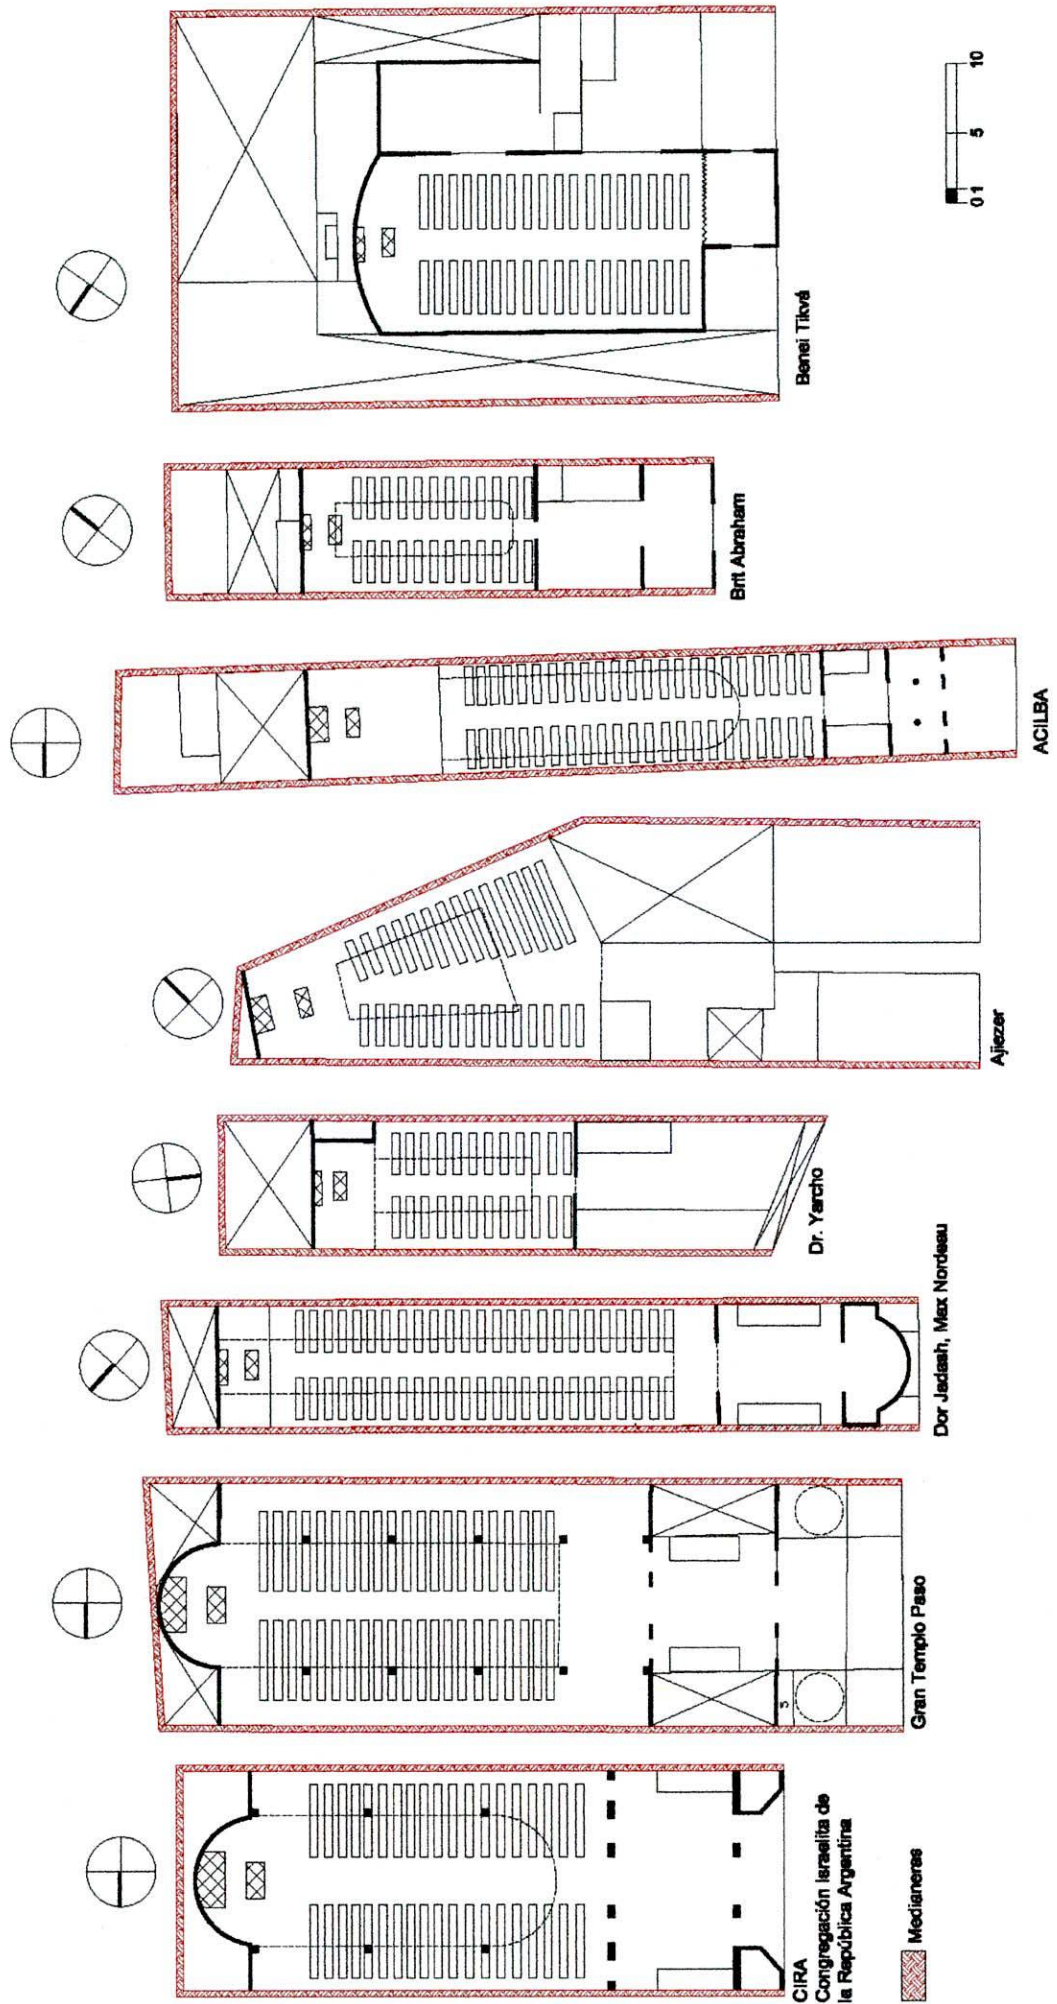 CIRA
Congregación Israelita de
la República Argentina
Medianeras
Gran Templo Paso
Dor Jadash, Max Nordeau
Dr. Yarcho
Ajiezer
ACILBA
Brit Abraham
Benei Tikvá
0 1 5 10